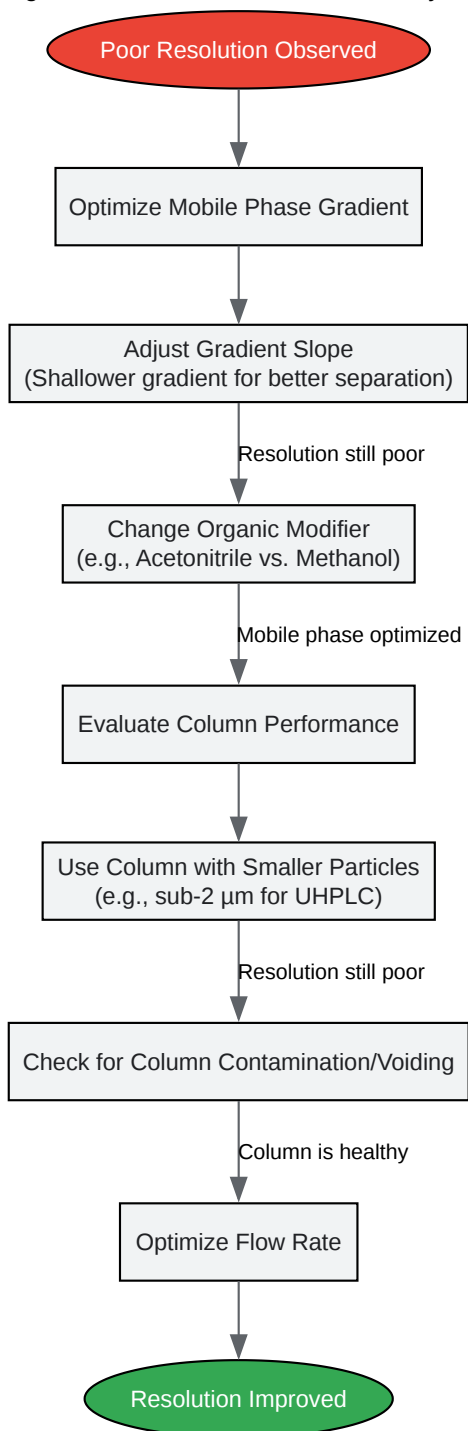 Poor Resolution Observed
Optimize Mobile Phase Gradient
Adjust Gradient Slope
(Shallower gradient for better separation)
Resolution still poor
Change Organic Modifier
(e.g., Acetonitrile vs. Methanol)
Mobile phase optimized
Evaluate Column Performance
Use Column with Smaller Particles
(e.g., sub-2 µm for UHPLC)
Resolution still poor
Check for Column Contamination/Voiding
Column is healthy
Optimize Flow Rate
Resolution Improved